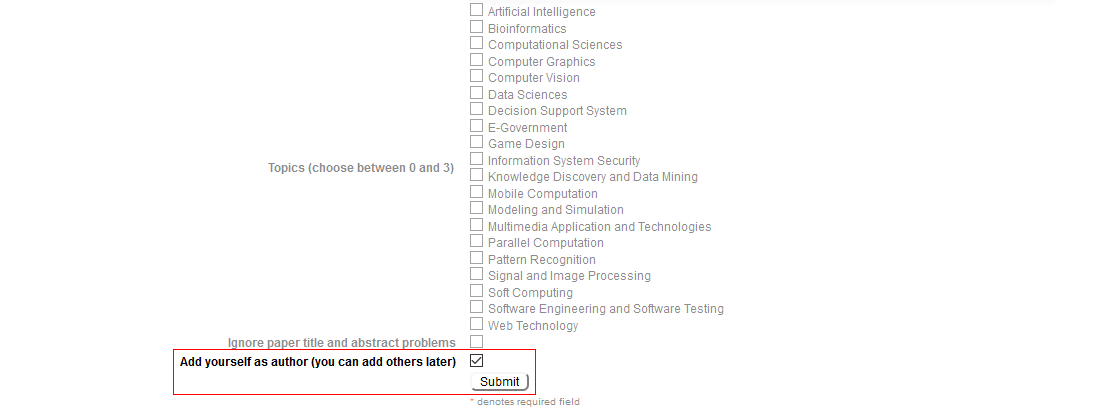 Artificial Intelligence
Bioinformatics
Computational Sciences
Computer Graphics
Computer Vision
Data Sciences
Decision Support System
E-Government
Game Design
Topics (choose between 0 and 3)
Information System Security
Knowledge Discovery and Data Mining
Mobile Computation
Modeling and Simulation
Multimedia Application and Technologies
Parallel Computation
Pattern Recognition
Signal and Image Processing
Soft Computing
Software Engineering and Software Testing
Web Technology
Ignore paper title and abstract problems
Add yourself as author (you can add others later)
Submit
* denotes required field